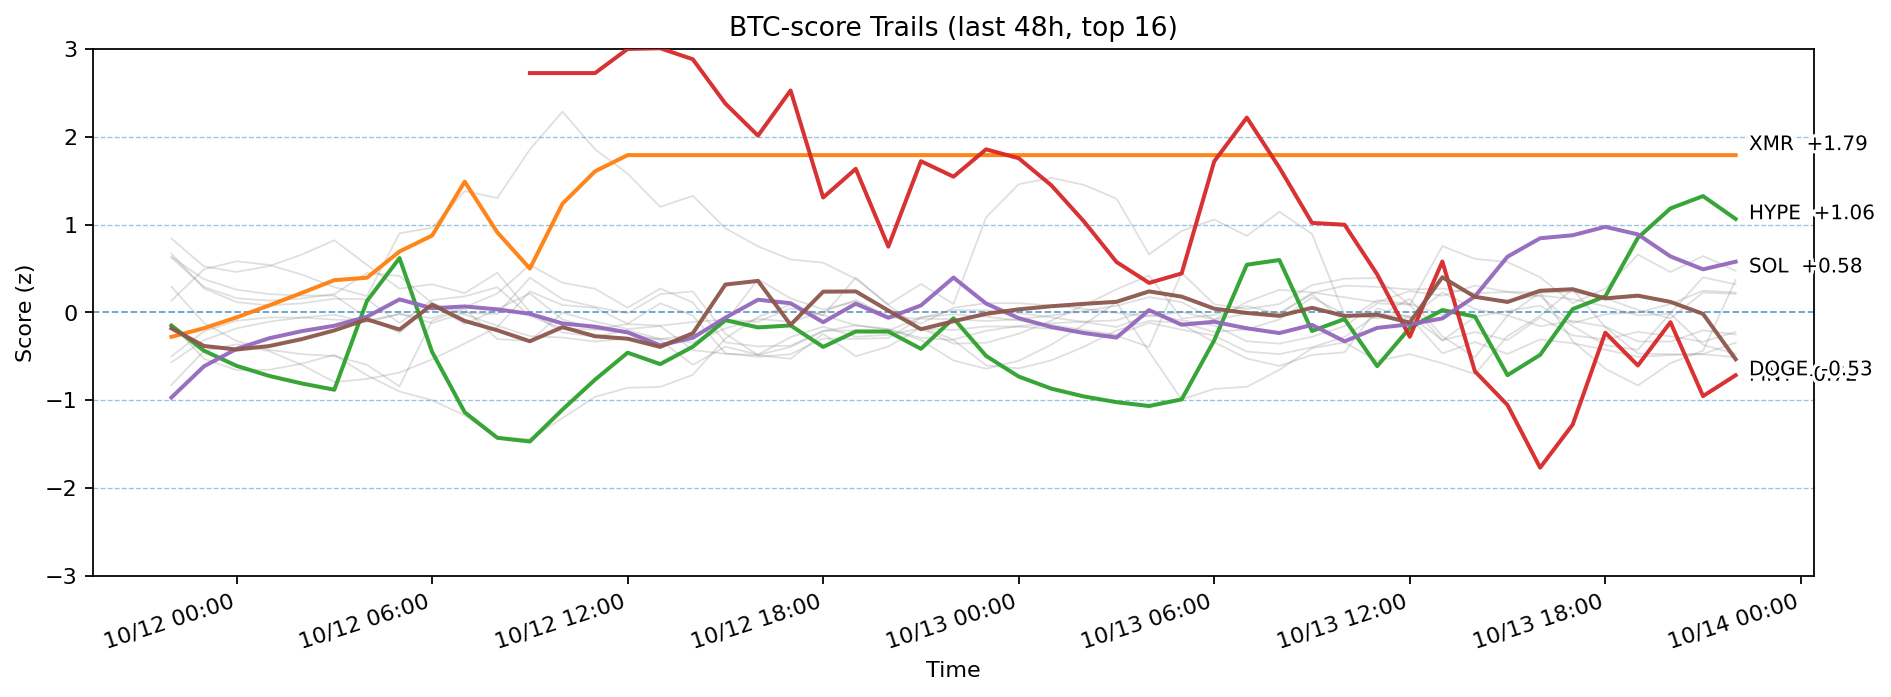 BTC-score Trails (last 48h, top 16)
Score (z)
3
2
1
0
−1
−2
−3
XMR +1.79
HYPE +1.06
SOL +0.58
DOGE -0.53
10/12 00:00
10/12 06:00
10/12 12:00
10/12 18:00
10/13 00:00
10/13 06:00
10/13 12:00
10/13 18:00
10/14 00:00
Time